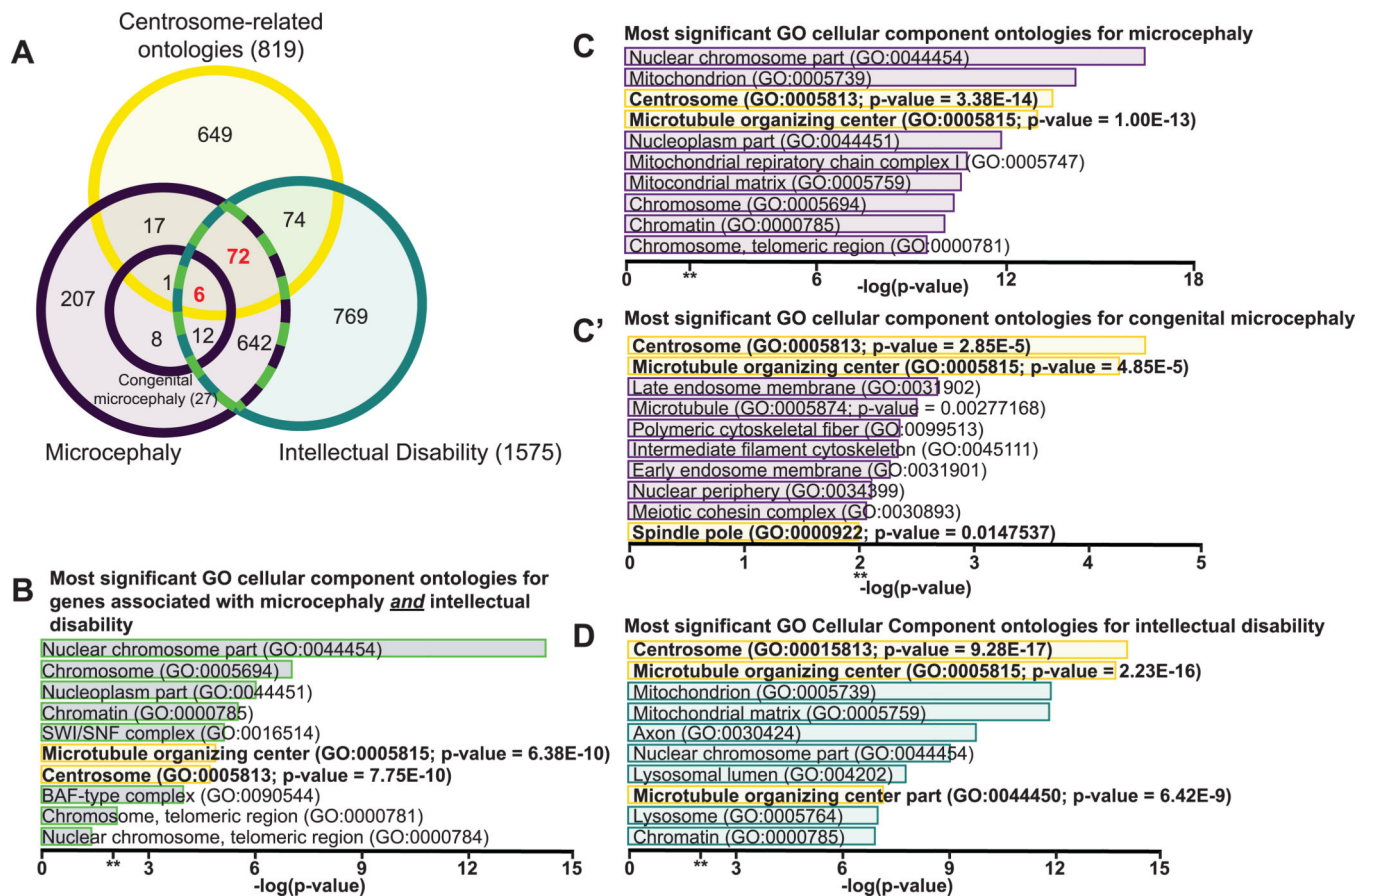 A
Centrosome-related
ontologies (819)
649
17
74
72
1
6
207
8
12
642
769
Congenital
microcephaly (27)
Microcephaly
Intellectual Disability (1575)
B
Most significant GO cellular component ontologies for
genes associated with microcephaly and intellectual
disability
Nuclear chromosome part (GO:0044454)
Chromosome (GO:0005694)
Nucleoplasm part (GO:0044451)
Chromatin (GO:0000785)
SWI/SNF complex (GO:0016514)
Microtubule organizing center (GO:0005815; p-value = 6.38E-10)
Centrosome (GO:0005813; p-value = 7.75E-10)
BAF-type complex (GO:0090544)
Chromosome, telomeric region (GO:0000781)
Nuclear chromosome, telomeric region (GO:0000784)
0 ** 3 6 9 12 15
-log(p-value)
C
Most significant GO cellular component ontologies for microcephaly
Nuclear chromosome part (GO:0044454)
Mitochondrion (GO:0005739)
Centrosome (GO:0005813; p-value = 3.38E-14)
Microtubule organizing center (GO:0005815; p-value = 1.00E-13)
Nucleoplasm part (GO:0044451)
Mitochondrial repiratory chain complex I (GO:0005747)
Mitocondrial matrix (GO:0005759)
Chromosome (GO:0005694)
Chromatin (GO:0000785)
Chromosome, telomeric region (GO:0000781)
0 ** 6 12 18
-log(p-value)
C’
Most significant GO cellular component ontologies for congenital microcephaly
Centrosome (GO:0005813; p-value = 2.85E-5)
Microtubule organizing center (GO:0005815; p-value = 4.85E-5)
Late endosome membrane (GO:0031902)
Microtubule (GO:0005874; p-value = 0.00277168)
Polymeric cytoskeletal fiber (GO:0099513)
Intermediate filament cytoskeleton (GO:0045111)
Early endosome membrane (GO:0031901)
Nuclear periphery (GO:0034399)
Meiotic cohesin complex (GO:0030893)
Spindle pole (GO:0000922; p-value = 0.0147537)
0 1 2 3 4 5
**
-log(p-value)
D
Most significant GO Cellular Component ontologies for intellectual disability
Centrosome (GO:00015813; p-value = 9.28E-17)
Microtubule organizing center (GO:0005815; p-value = 2.23E-16)
Mitochondrion (GO:0005739)
Mitochondrial matrix (GO:0005759)
Axon (GO:0030424)
Nuclear chromosome part (GO:0044454)
Lysosomal lumen (GO:004202)
Microtubule organizing center part (GO:0044450; p-value = 6.42E-9)
Lysosome (GO:0005764)
Chromatin (GO:0000785)
0 ** 3 6 9 12 15
-log(p-value)